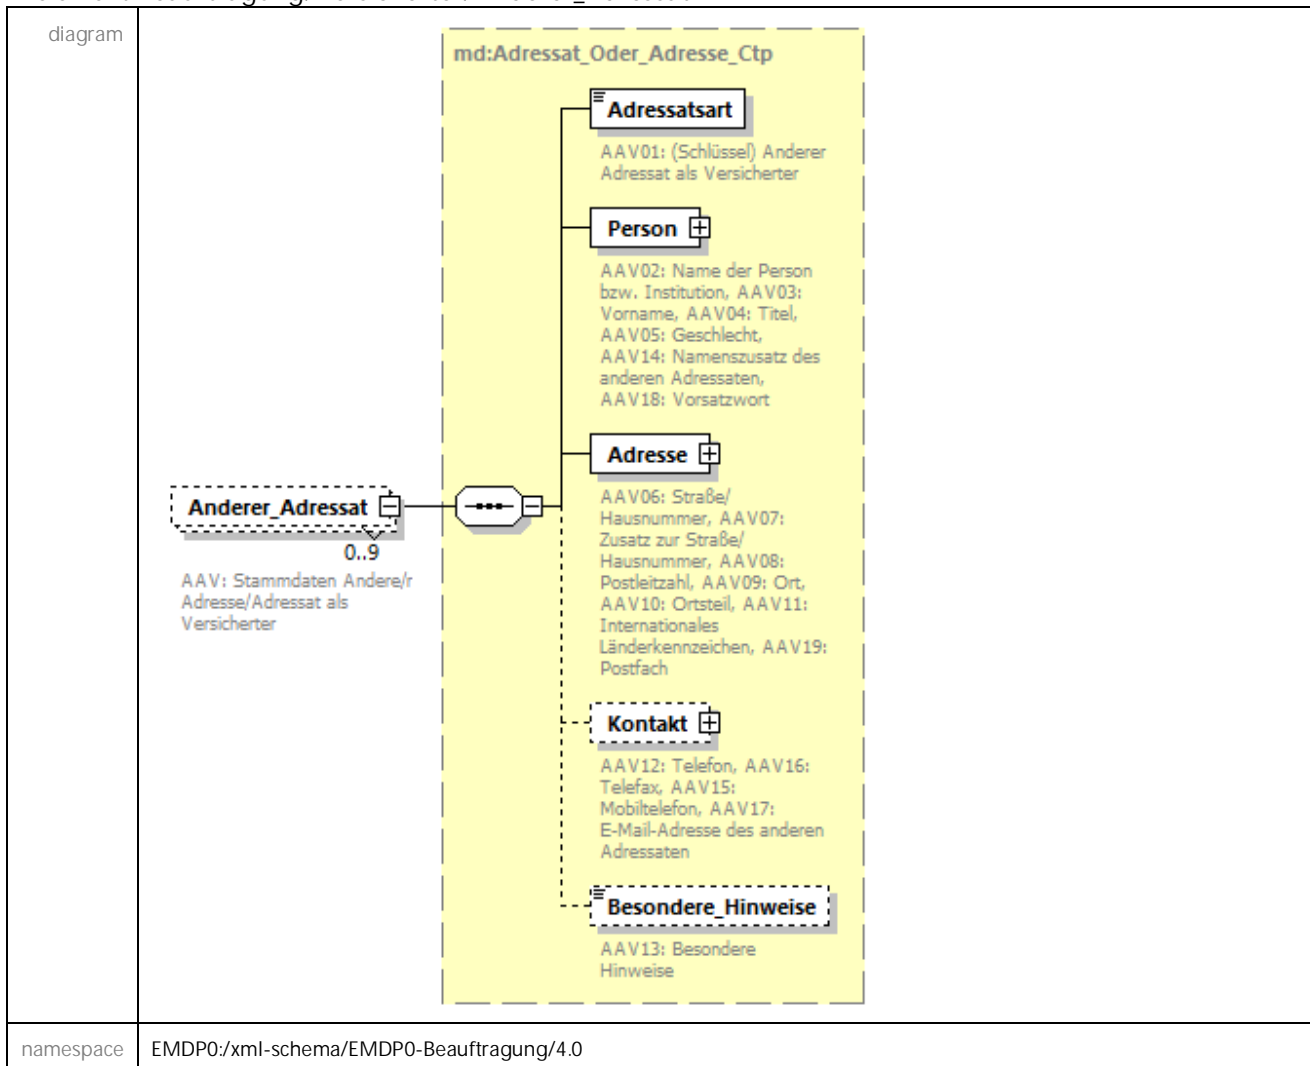 diagram
md:Adressat_Oder_Adresse_Ctp
Adressatsart
AAV01: (Schlüssel) Anderer
Adressat als Versicherter
Person
AAV02: Name der Person
bzw. Institution, AAV03:
Vorname, AAV04: Titel,
AAV05: Geschlecht,
AAV14: Namenszusatz des
anderen Adressaten,
AAV18: Vorsatzwort
Adresse
AAV06: Straße/
Hausnummer, AAV07:
Zusatz zur Straße/
Hausnummer, AAV08:
Postleitzahl, AAV09: Ort,
AAV10: Ortsteil, AAV11:
Internationales
Länderkennzeichen, AAV19:
Postfach
Anderer_Adressat
0..9
AAV: Stammdaten Andere/r
Adresse/Adressat als
Versicherter
Kontakt
AAV12: Telefon, AAV16:
Telefax, AAV15:
Mobiltelefon, AAV17:
E-Mail-Adresse des anderen
Adressaten
Besondere_Hinweise
AAV13: Besondere
Hinweise
namespace
EMDP0:/xml-schema/EMDP0-Beauftragung/4.0